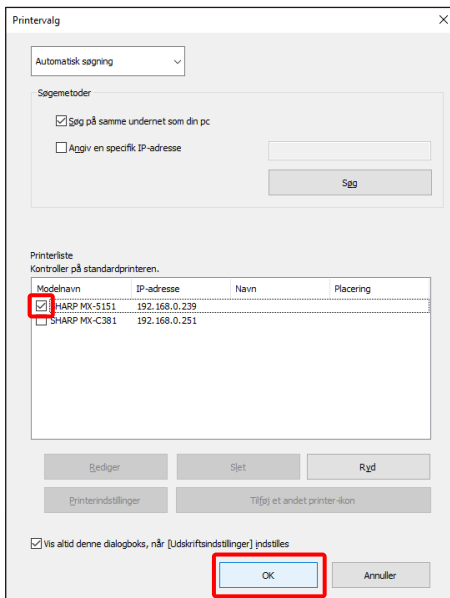 Printervalg
Automatisk søgning
Søgemetoder
Søg på samme undernet som din pc
Angiv en specifik IP-adresse
Søg
Printerliste
Kontroller på standardprinteren.
Modelnavn IP-adresse Navn Placering
SHARP MX-5151 192.168.0.239
SHARP MX-C381 192.168.0.251
Rediger Slet Ryd
Printerindstillinger Tilføj et andet printer-ikon
Vis altid denne dialogboks, når [Udskriftsindstillinger] indstilles
OK Annuller